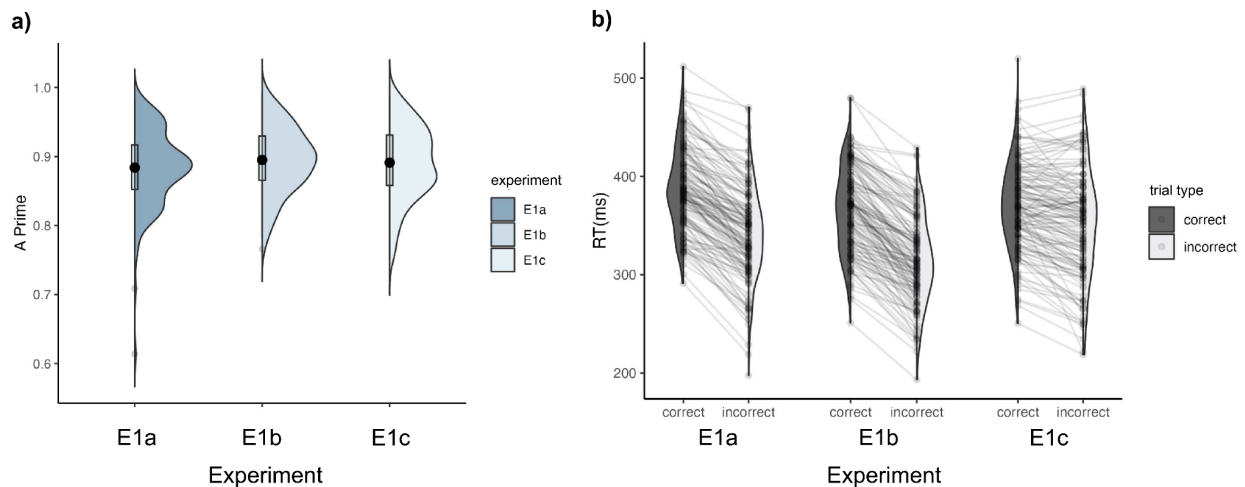 a)
1.0
0.9
0.8
0.7
0.6
A Prime
E1a E1b E1c
Experiment
experiment
E1a
E1b
E1c
b)
500
400
300
200
RT(ms)
correct incorrect correct incorrect correct incorrect
E1a E1b E1c
Experiment
trial type
correct
incorrect